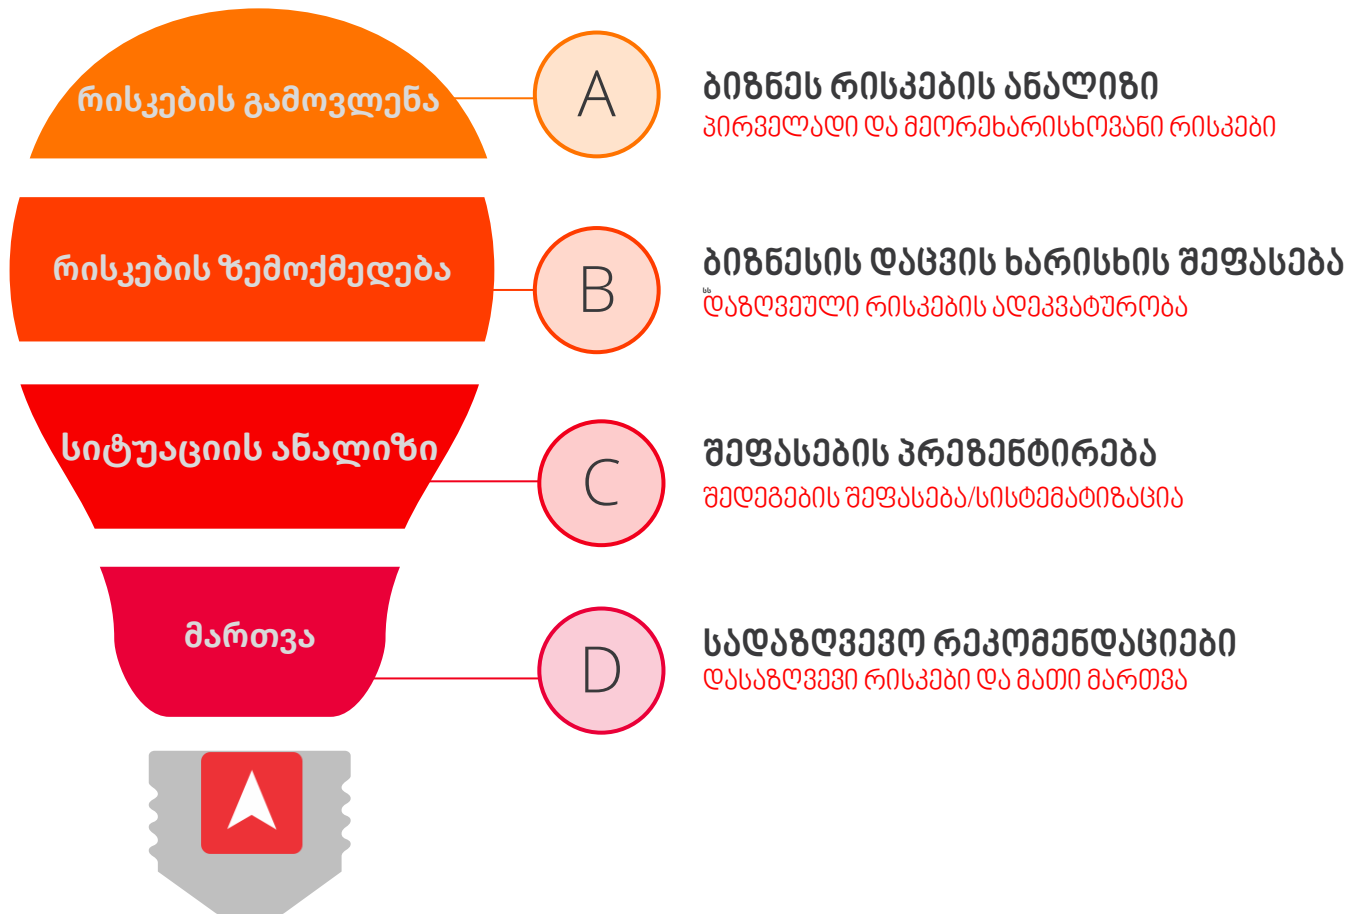 რისკების გამოვლენა
A
ბიზნეს რისკების ანალიზი
პირველადი და მეორეხარისხოვანი რისკები
რისკების ზემოქმედება
B
ბიზნესის დაცვის ხარისხის შეფასება
სს
დაზღვეული რისკების ადეკვატურობა
სიტუაციის ანალიზი
C
შეფასების პრეზენტირება
შედეგების შეფასება/სისტემატიზაცია
მართვა
D
სადაზღვევო რეკომენდაციები
დასაზღვევი რისკები და მათი მართვა